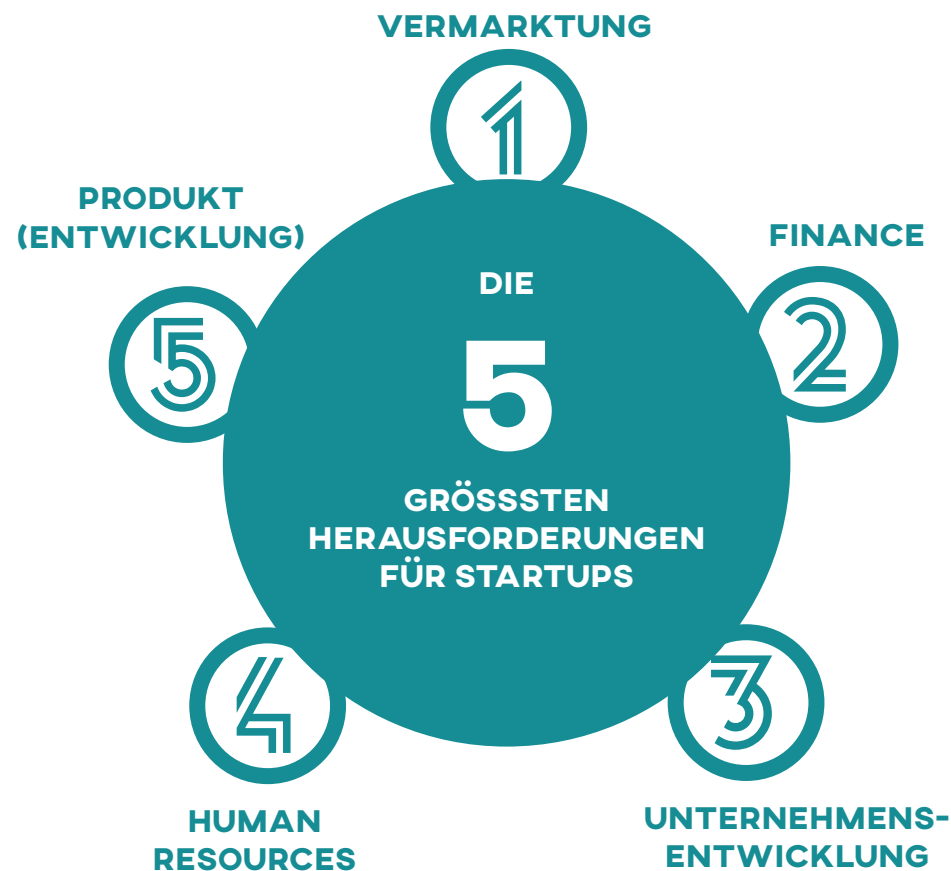 VERMARKTUNG
1
PRODUKT
(ENTWICKLUNG)
5
FINANCE
2
DIE
5
GRÖSSSTEN
HERAUSFORDERUNGEN
FÜR STARTUPS
4
HUMAN
RESOURCES
3
UNTERNEHMENS-
ENTWICKLUNG